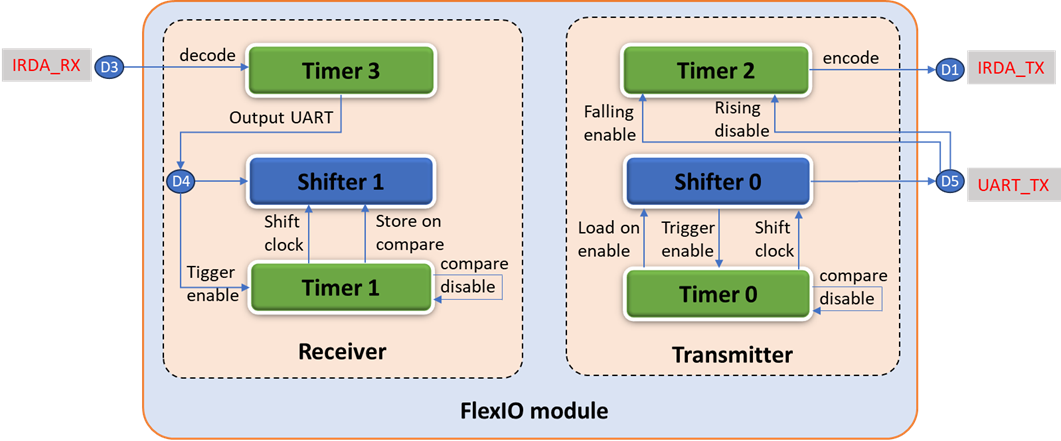 IRDA_RX
D3
decode
Timer 3
Output UART
D4
Shifter 1
Shift
clock
Store on
compare
Tigger
enable
Timer 1
compare
disable
Receiver
Timer 2
encode
D1
IRDA_TX
Falling
enable
Rising
disable
Shifter 0
D5
UART_TX
Load on
enable
Trigger
enable
Shift
clock
Timer 0
compare
disable
Transmitter
FlexIO module